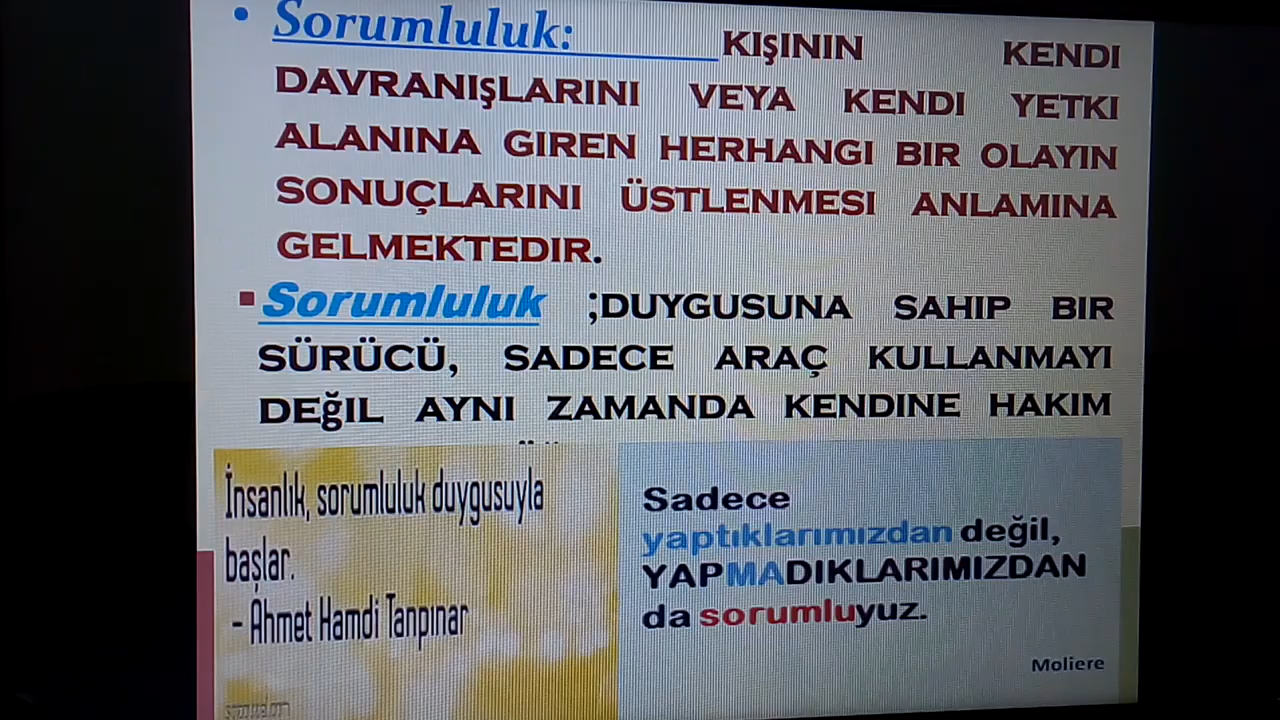 • Sorumluluk: KIŞININ KENDI
DAVRANIŞLARINI VEYA KENDI YETKI
ALANINA GIREN HERHANGI BIR OLAYIN
SONUÇLARINI ÜSTLENMESI ANLAMINA
GELMEKTEDIR.
▪ Sorumluluk ;DUYGUSUNA SAHIP BIR
SÜRÜCÜ, SADECE ARAÇ KULLANMAYI
DEğIL AYNI ZAMANDA KENDINE HAKIM
İnsanlık, sorumluluk duygusuyla
başlar.
- Ahmet Hamdi Tanpınar
Sadece
yaptıklarımızdan değil,
YAPMADIKLARIMIZDAN
da sorumluyuz.
Moliere